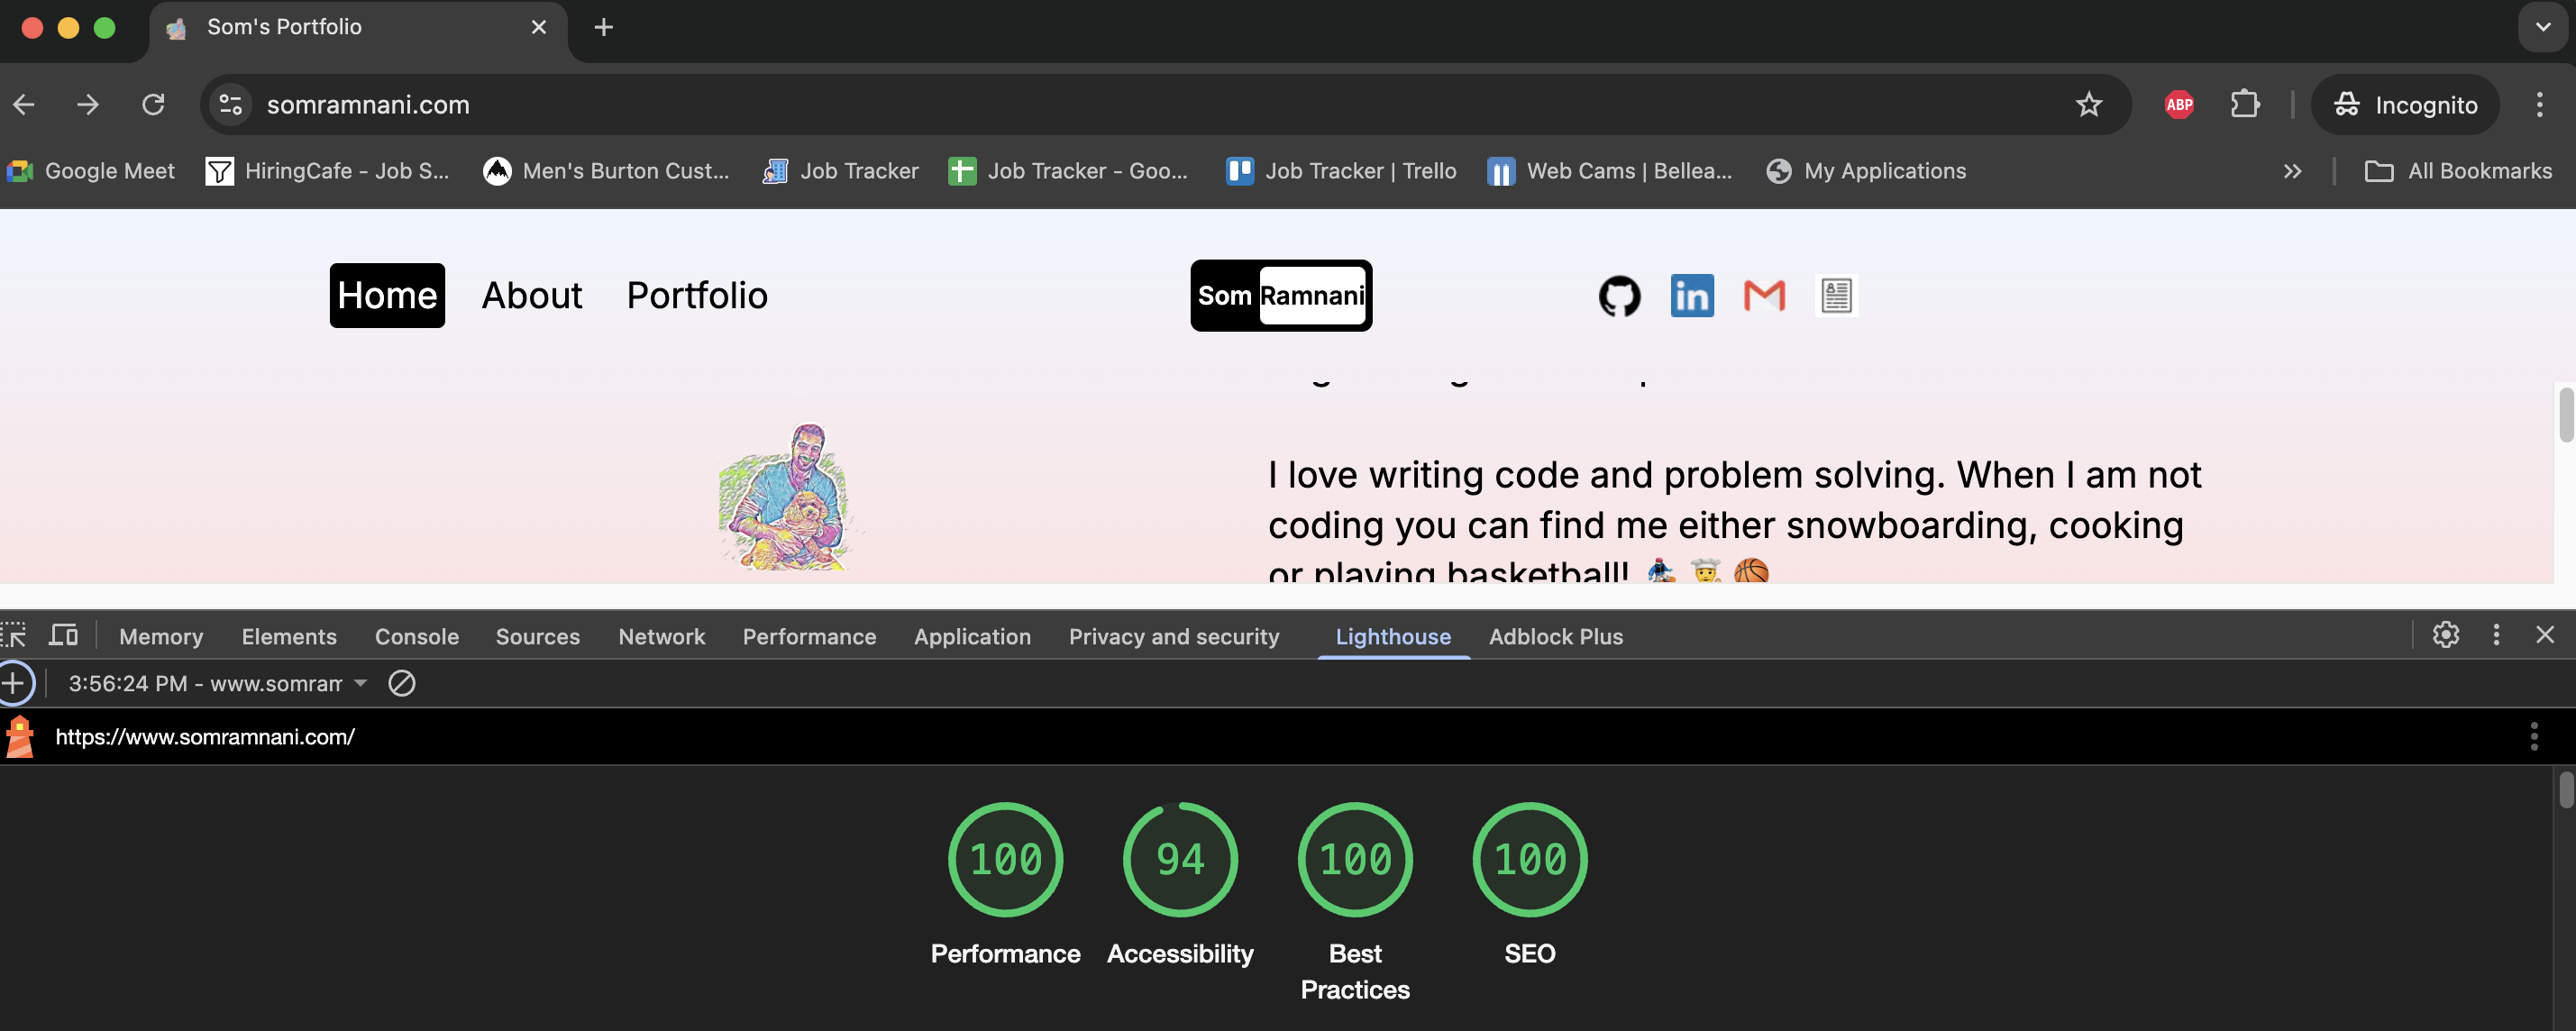 Som's Portfolio
somramnani.com
ABP
Incognito
Google Meet
HiringCafe - Job S...
Men's Burton Cust...
Job Tracker
Job Tracker - Goo...
Job Tracker | Trello
Web Cams | Bellea...
My Applications
All Bookmarks
Home About Portfolio
Som Ramnani
in
I love writing code and problem solving. When I am not
coding you can find me either snowboarding, cooking
or playing basketball! 🏂 👨‍🍳 🏀
Memory Elements Console Sources Network Performance Application Privacy and security Lighthouse Adblock Plus
3:56:24 PM - www.somram
https://www.somramnani.com/
100 94 100 100
Performance Accessibility Best Practices SEO